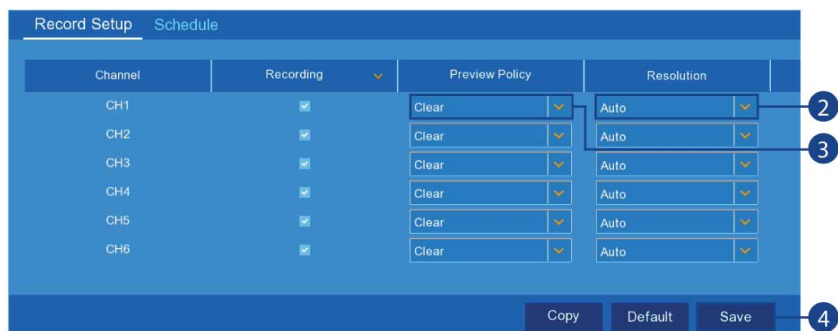 Record Setup Schedule
Channel Recording Preview Policy Resolution
CH1 Clear Auto 2
CH2 Clear Auto
3
CH3 Clear Auto
CH4 Clear Auto
CH5 Clear Auto
CH6 Clear Auto
Copy Default Save 4